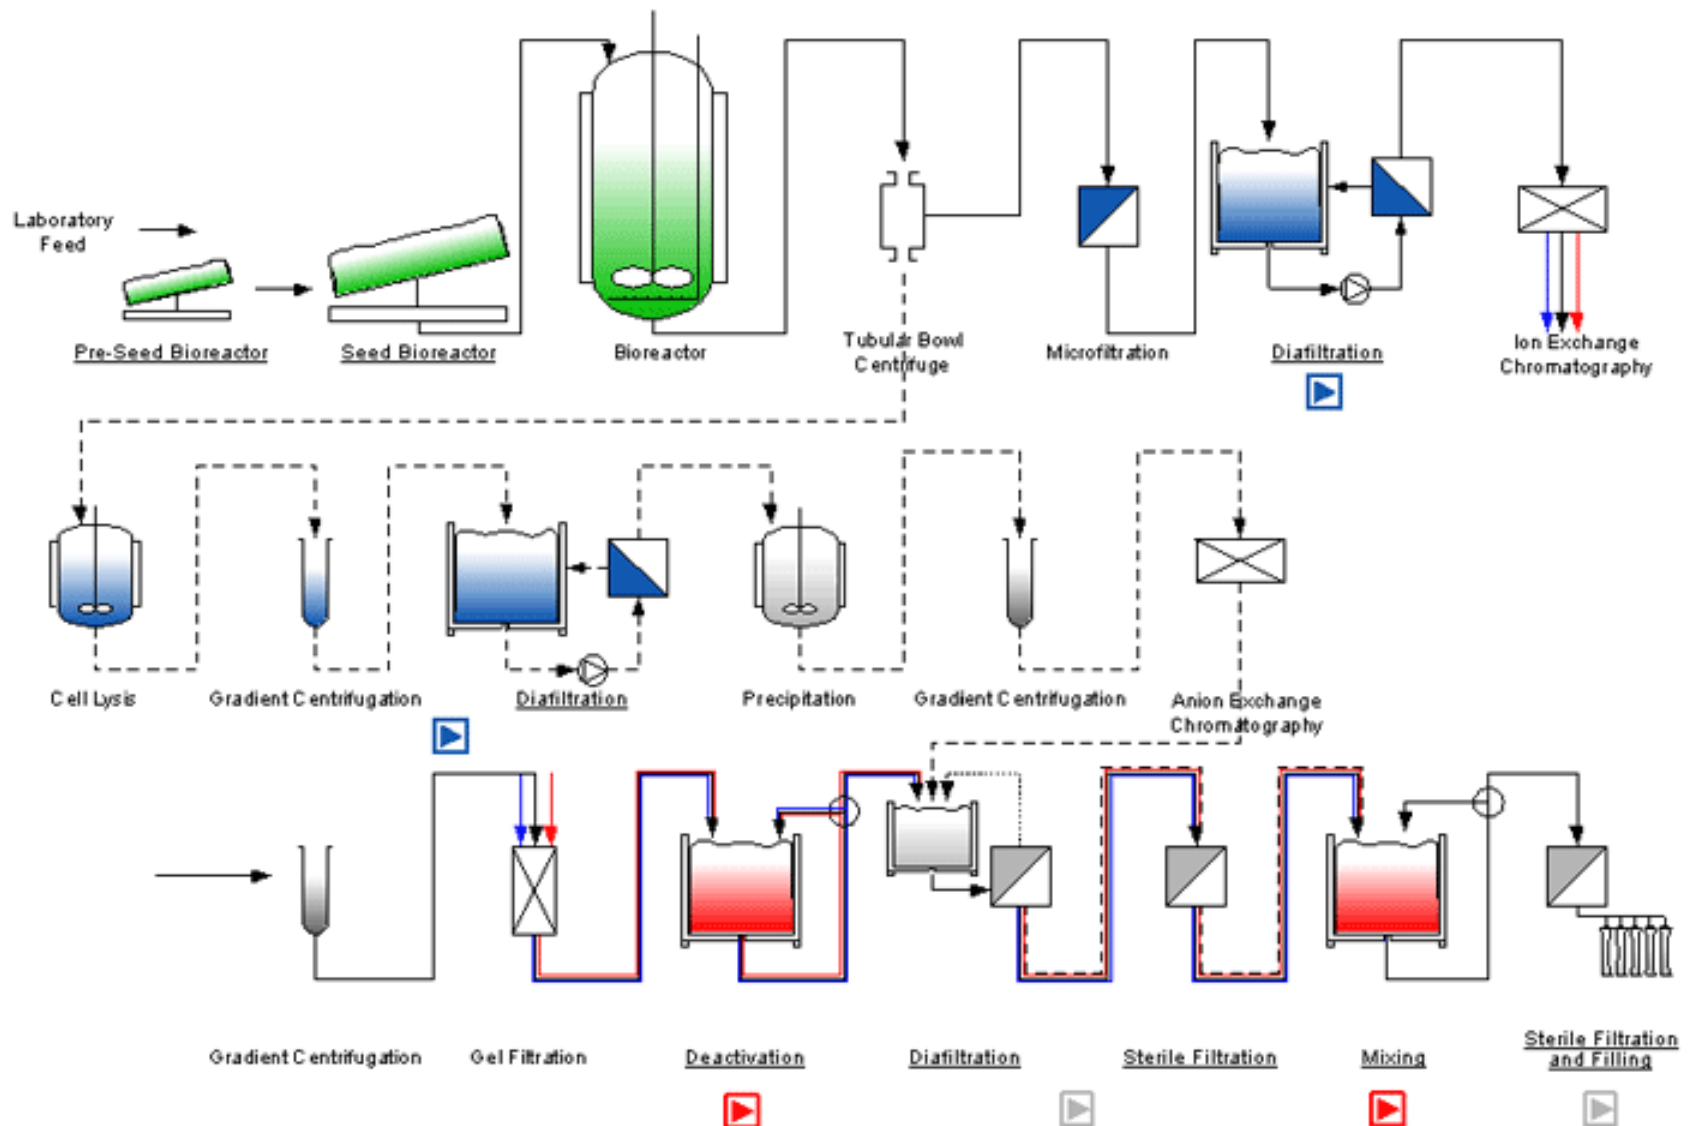 Laboratory
Feed
Pre-Seed Bioreactor
Seed Bioreactor
Bioreactor
Tubular Bowl
Centrifuge
Microfiltration
Diafiltration
Ion Exchange
Chromatography
Cell Lysis
Gradient Centrifugation
Diafiltration
Precipitation
Gradient Centrifugation
Anion Exchange
Chromatography
Gradient Centrifugation
Gel Filtration
Deactivation
Diafiltration
Sterile Filtration
Mixing
Sterile Filtration
and Filling